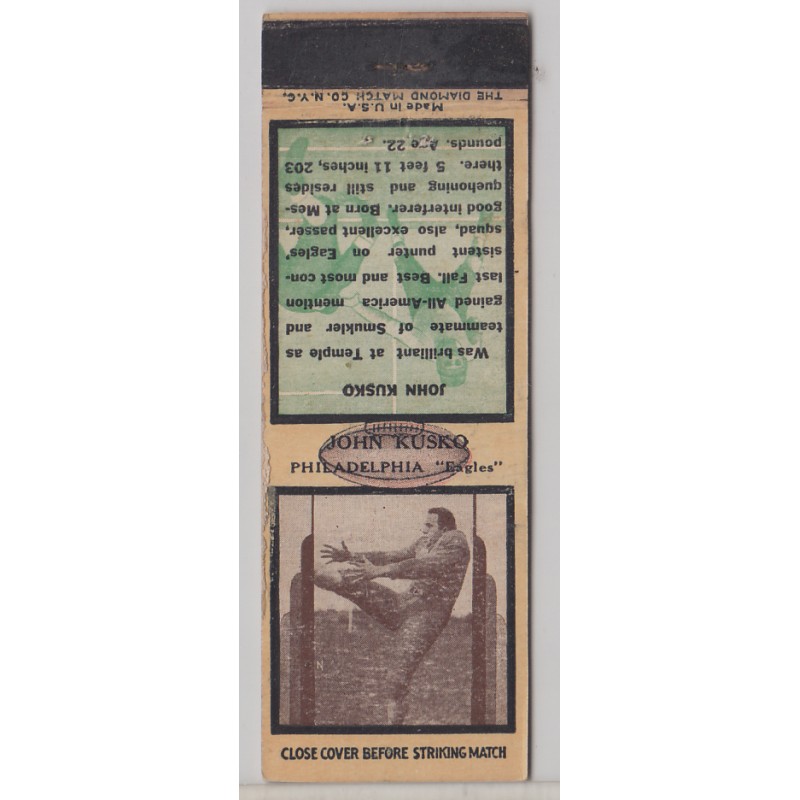 THE DIAMOND MATCH CO. N.Y.C.
Made in U.S.A.
JOHN KUSKO
Was brilliant at Temple as
teammate of Smukler and
gained All-America mention
last Fall. Best and most con-
sistent punter on Eagles'
squad, also excellent passer,
good interferer. Born at Mes-
quehoning and still resides
there. 5 feet 11 inches, 203
pounds. Age 22.
JOHN KUSKO
PHILADELPHIA "Eagles"
CLOSE COVER BEFORE STRIKING MATCH